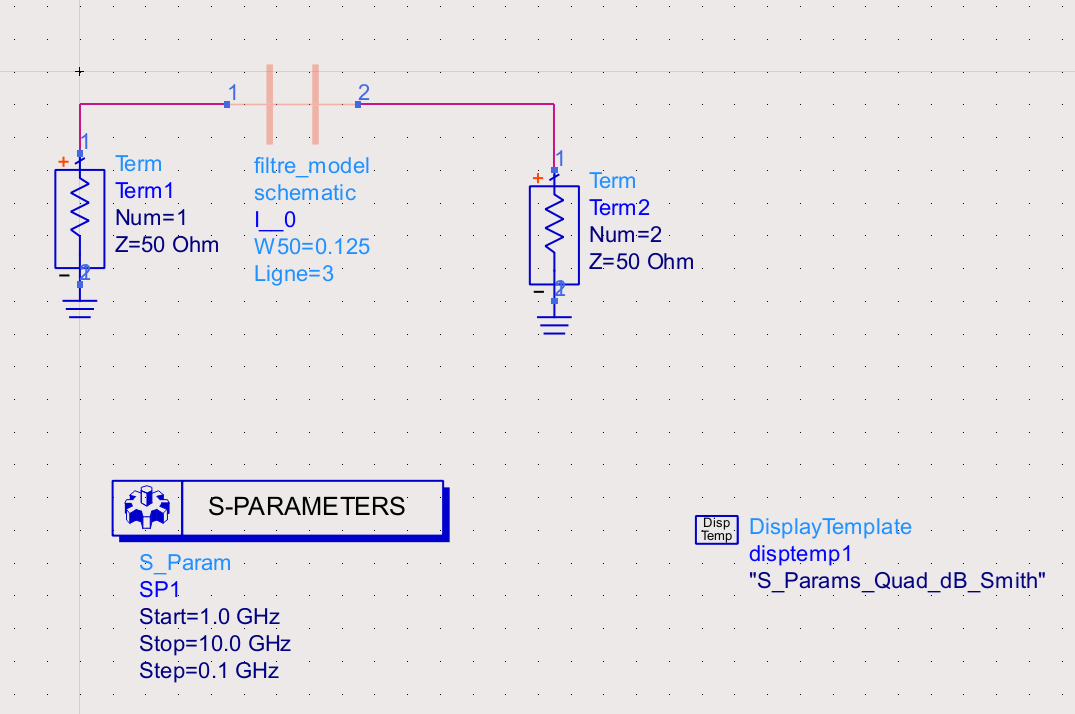 1
2
1
+
Term
Term1
Num=1
Z=50 Ohm
-
2
filtre_model
schematic
I__0
W50=0.125
Ligne=3
1
+
Term
Term2
Num=2
Z=50 Ohm
-
2
S-PARAMETERS
S_Param
SP1
Start=1.0 GHz
Stop=10.0 GHz
Step=0.1 GHz
Disp
Temp
DisplayTemplate
disptemp1
"S_Params_Quad_dB_Smith"